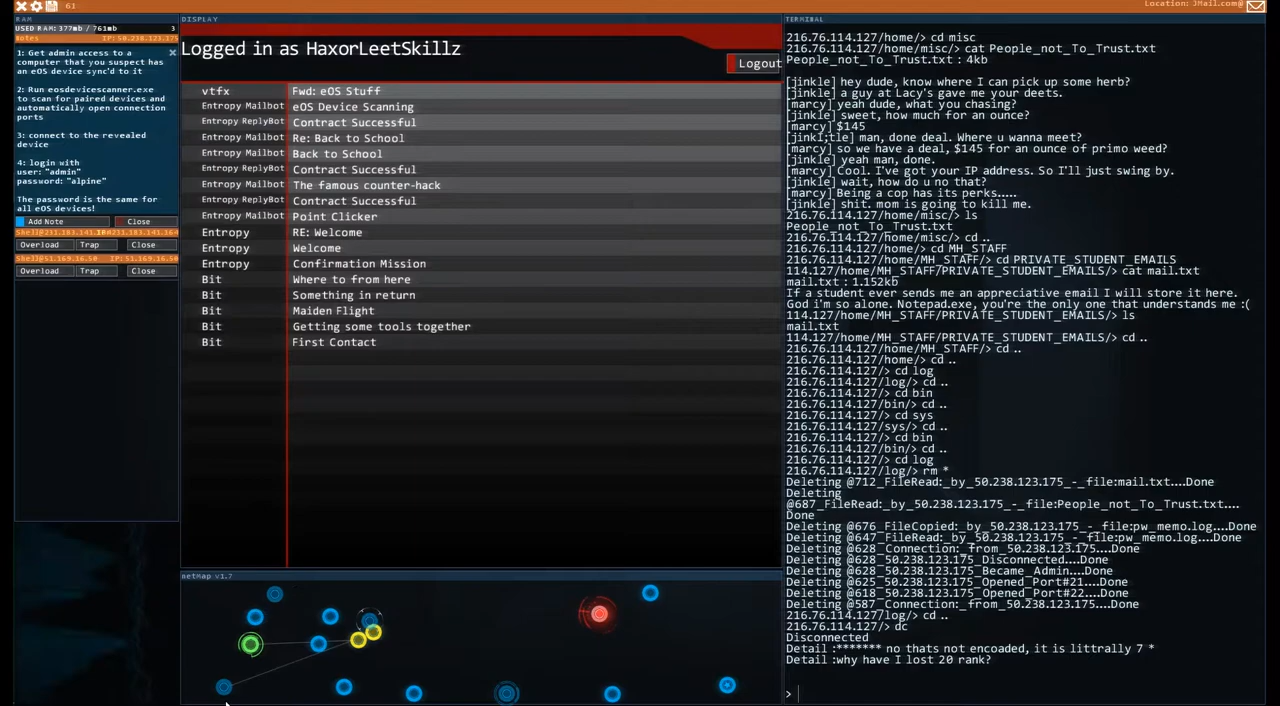 61
Location: JMail.com@
RAM
USED RAM: 377mb / 761mb 3
notes IP: 50.238.123.175
1: Get admin access to a
computer that you suspect has
an eOS device sync'd to it
2: Run eosdevicescanner.exe
to scan for paired devices and
automatically open connection
ports
3: connect to the revealed
device
4: login with
user: "admin"
password: "alpine"
The password is the same for
all eOS devices!
Add Note Close
Overload Trap Close
Shell@51.169.16.50 IP: 51.169.16.50
Overload Trap Close
DISPLAY
Logged in as HaxorLeetSkillz
Logout
vtfx Fwd: eOS Stuff
Entropy Mailbot eOS Device Scanning
Entropy ReplyBot Contract Successful
Entropy Mailbot Re: Back to School
Entropy Mailbot Back to School
Entropy ReplyBot Contract Successful
Entropy Mailbot The famous counter-hack
Entropy ReplyBot Contract Successful
Entropy Mailbot Point Clicker
Entropy RE: Welcome
Entropy Welcome
Entropy Confirmation Mission
Bit Where to from here
Bit Something in return
Bit Maiden Flight
Bit Getting some tools together
Bit First Contact
netMap v1.7
TERMINAL
216.76.114.127/home/> cd misc
216.76.114.127/home/misc/> cat People_not_To_Trust.txt
People_not_To_Trust.txt : 4kb
[jinkle] hey dude, know where I can pick up some herb?
[jinkle] a guy at Lacy's gave me your deets.
[marcy] yeah dude, what you chasing?
[jinkle] sweet, how much for an ounce?
[marcy] $145
[jinkl;tle] man, done deal. Where u wanna meet?
[marcy] so we have a deal, $145 for an ounce of primo weed?
[jinkle] yeah man, done.
[marcy] Cool. I've got your IP address. So I'll just swing by.
[jinkle] wait, how do u no that?
[marcy] Being a cop has its perks.....
[jinkle] shit. mom is going to kill me.
216.76.114.127/home/misc/> ls
People_not_To_Trust.txt
216.76.114.127/home/misc/> cd ..
216.76.114.127/home/> cd MH_STAFF
216.76.114.127/home/MH_STAFF/> cd PRIVATE_STUDENT_EMAILS
114.127/home/MH_STAFF/PRIVATE_STUDENT_EMAILS/> cat mail.txt
mail.txt : 1.152kb
If a student ever sends me an appreciative email I will store it here.
God i'm so alone. Notepad.exe, you're the only one that understands me :(
114.127/home/MH_STAFF/PRIVATE_STUDENT_EMAILS/> ls
mail.txt
114.127/home/MH_STAFF/PRIVATE_STUDENT_EMAILS/> cd ..
216.76.114.127/home/MH_STAFF/> cd ..
216.76.114.127/home/> cd ..
216.76.114.127/> cd log
216.76.114.127/log/> cd ..
216.76.114.127/> cd bin
216.76.114.127/bin/> cd ..
216.76.114.127/> cd sys
216.76.114.127/sys/> cd ..
216.76.114.127/> cd bin
216.76.114.127/bin/> cd ..
216.76.114.127/> cd log
216.76.114.127/log/> rm *
Deleting @712_FileRead:_by_50.238.123.175_-_file:mail.txt....Done
Deleting
@687_FileRead:_by_50.238.123.175_-_file:People_not_To_Trust.txt....
Done
Deleting @676_FileCopied:_by_50.238.123.175_-_file:pw_memo.log....Done
Deleting @647_FileRead:_by_50.238.123.175_-_file:pw_memo.log....Done
Deleting @628_Connection:_from_50.238.123.175....Done
Deleting @628_50.238.123.175_Disconnected....Done
Deleting @628_50.238.123.175_Became_Admin....Done
Deleting @625_50.238.123.175_Opened_Port#21....Done
Deleting @618_50.238.123.175_Opened_Port#22....Done
Deleting @587_Connection:_from_50.238.123.175....Done
216.76.114.127/log/> cd ..
216.76.114.127/> dc
Disconnected
Detail :******* no thats not encoaded, it is littrally 7 *
Detail :why have I lost 20 rank?
>